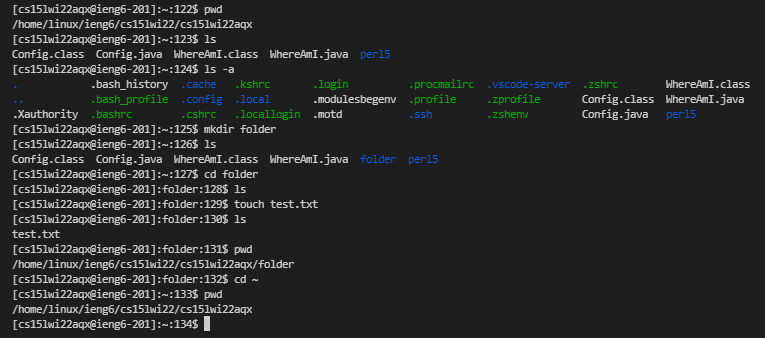 [cs15lwi22aqx@ieng6-201]:~:122$ pwd
/home/linux/ieng6/cs15lwi22/cs15lwi22aqx
[cs15lwi22aqx@ieng6-201]:~:123$ ls
Config.class  Config.java  WhereAmI.class  WhereAmI.java  perl5
[cs15lwi22aqx@ieng6-201]:~:124$ ls -a
.            .bash_history  .cache   .kshrc       .login          .procmailrc  .vscode-server  .zshrc        WhereAmI.class
..           .bash_profile  .config  .local       .modulesbegenv  .profile     .zprofile       Config.class  WhereAmI.java
.Xauthority  .bashrc        .cshrc   .locallogin  .motd           .ssh         .zshenv         Config.java   perl5
[cs15lwi22aqx@ieng6-201]:~:125$ mkdir folder
[cs15lwi22aqx@ieng6-201]:~:126$ ls
Config.class  Config.java  WhereAmI.class  WhereAmI.java  folder  perl5
[cs15lwi22aqx@ieng6-201]:~:127$ cd folder
[cs15lwi22aqx@ieng6-201]:folder:128$ ls
[cs15lwi22aqx@ieng6-201]:folder:129$ touch test.txt
[cs15lwi22aqx@ieng6-201]:folder:130$ ls
test.txt
[cs15lwi22aqx@ieng6-201]:folder:131$ pwd
/home/linux/ieng6/cs15lwi22/cs15lwi22aqx/folder
[cs15lwi22aqx@ieng6-201]:folder:132$ cd ~
[cs15lwi22aqx@ieng6-201]:~:133$ pwd
/home/linux/ieng6/cs15lwi22/cs15lwi22aqx
[cs15lwi22aqx@ieng6-201]:~:134$